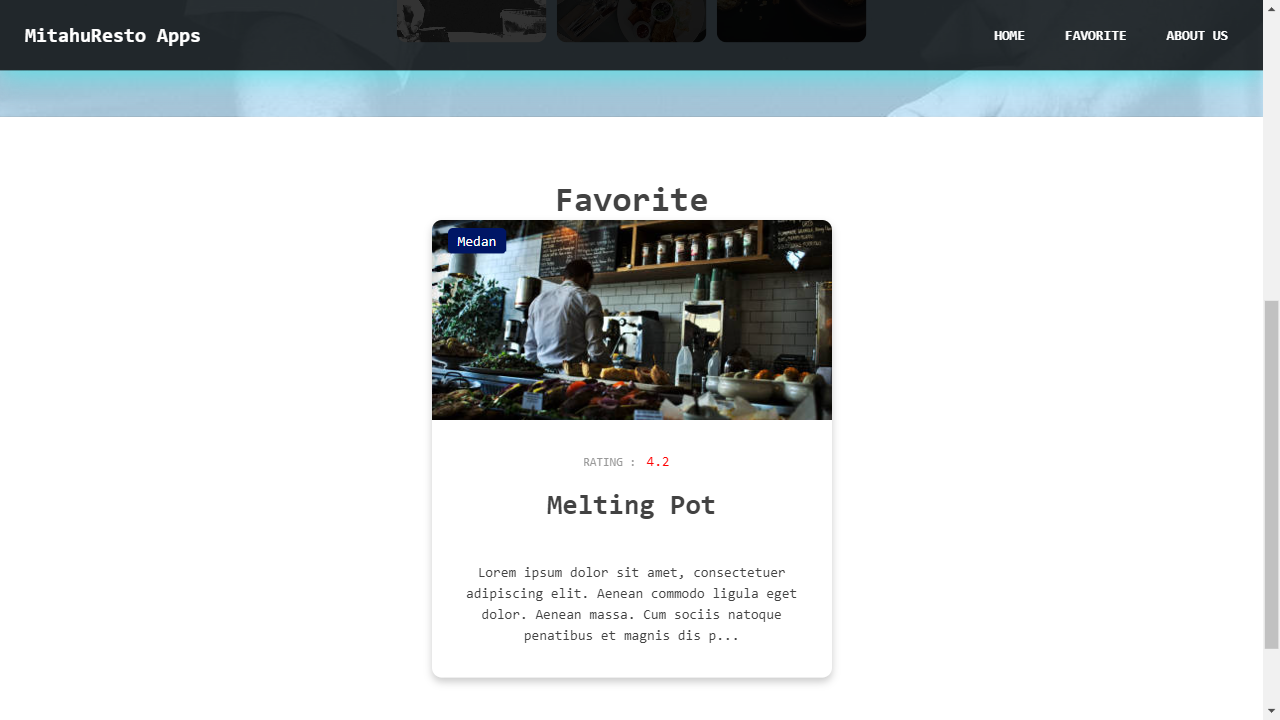 MitahuResto Apps
HOME
FAVORITE
ABOUT US
Favorite
Medan
RATING : 4.2
Melting Pot
Lorem ipsum dolor sit amet, consectetuer
adipiscing elit. Aenean commodo ligula eget
dolor. Aenean massa. Cum sociis natoque
penatibus et magnis dis p...